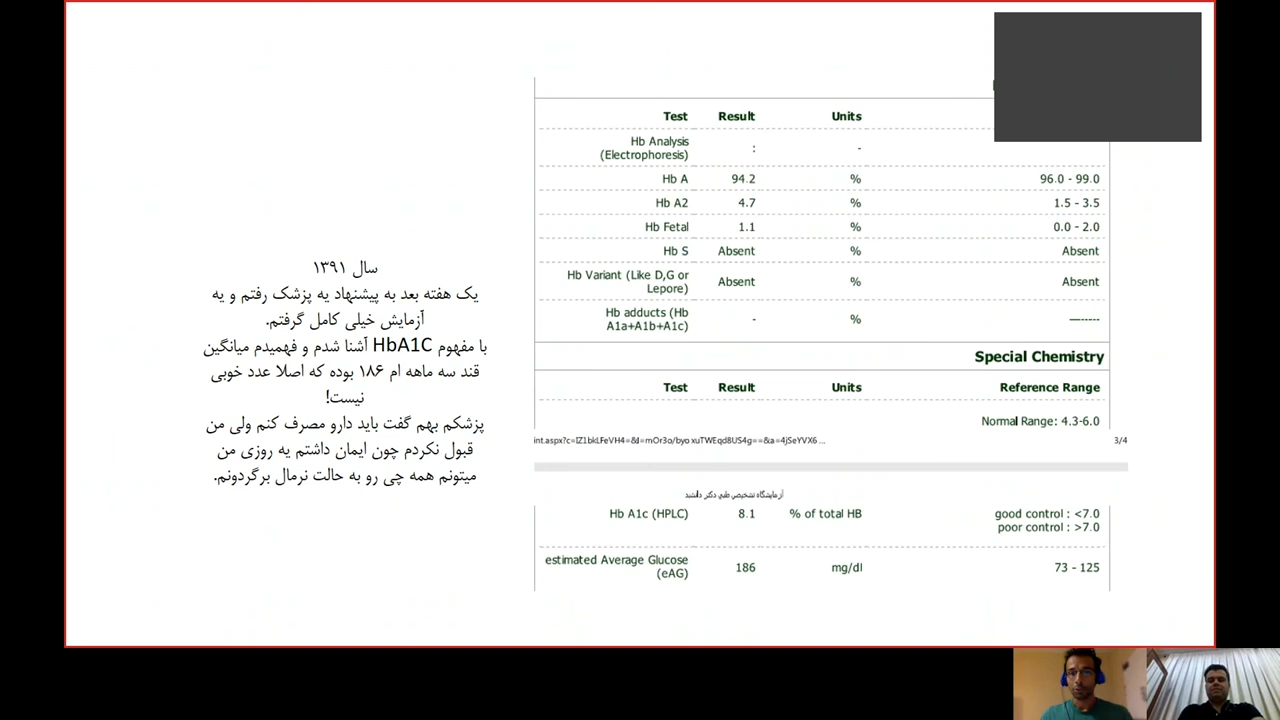 سال ۱۳۹۱
یک هفته بعد به پیشنهاد یه پزشک رفتم و یه
آزمایش خیلی کامل گرفتم.
با مفهوم HbA1C آشنا شدم و فهمیدم میانگین
قند سه ماهه ام ۱۸۶ بوده که اصلا عدد خوبی
نیست!
پزشکم بهم گفت باید دارو مصرف کنم ولی من
قبول نکردم چون ایمان داشتم یه روزی من
میتونم همه چی رو به حالت نرمال برگردونم.
Test Result Units
Hb Analysis : -
(Electrophoresis)
Hb A 94.2 % 96.0 - 99.0
Hb A2 4.7 % 1.5 - 3.5
Hb Fetal 1.1 % 0.0 - 2.0
Hb S Absent % Absent
Hb Variant (Like D,G or
Lepore) Absent % Absent
Hb adducts (Hb
A1a+A1b+A1c) - % -------
Special Chemistry
Test Result Units Reference Range
Normal Range: 4.3-6.0
3/4
آزمایشگاه تشخیص طبی دکتر دانشبد
Hb A1c (HPLC) 8.1 % of total HB good control : <7.0
poor control : >7.0
estimated Average Glucose
(eAG) 186 mg/dl 73 - 125